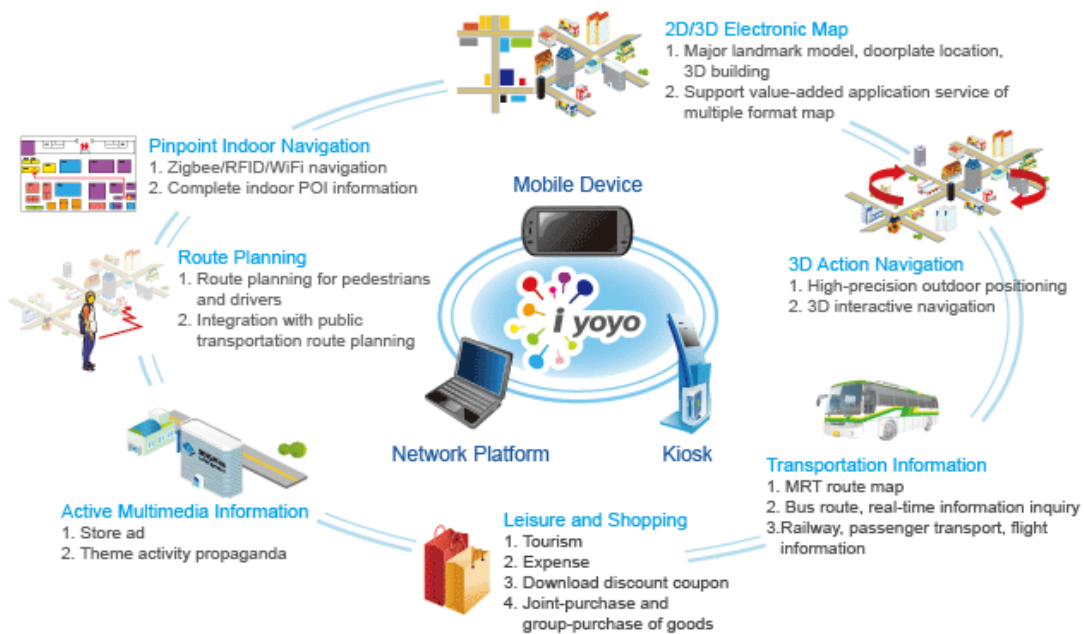 2D/3D Electronic Map
1. Major landmark model, doorplate location,
3D building
2. Support value-added application service of
multiple format map
Pinpoint Indoor Navigation
1. Zigbee/RFID/WiFi navigation
2. Complete indoor POI information
Mobile Device
Route Planning
1. Route planning for pedestrians
and drivers
2. Integration with public
transportation route planning
i yoyo
3D Action Navigation
1. High-precision outdoor positioning
2. 3D interactive navigation
Network Platform
Kiosk
Transportation Information
1. MRT route map
2. Bus route, real-time information inquiry
3.Railway, passenger transport, flight
information
Active Multimedia Information
1. Store ad
2. Theme activity propaganda
Leisure and Shopping
1. Tourism
2. Expense
3. Download discount coupon
4. Joint-purchase and
group-purchase of goods